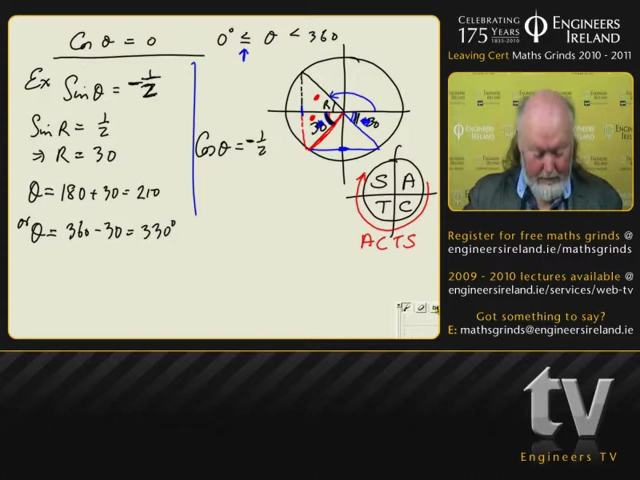 Cos θ = 0
0° ≤ θ < 360
Ex Sin θ = -1/2
Sin R = 1/2
⇒ R = 30
θ = 180 + 30 = 210
or θ = 360 - 30 = 330°
Cos θ = -1/2
R
30
30
S A
T C
ACTS
CELEBRATING
175 YEARS
1835-2010
ENGINEERS
IRELAND
Leaving Cert Maths Grinds 2010 - 2011
Register for free maths grinds @
engineersireland.ie/mathsgrinds
2009 - 2010 lectures available @
engineersireland.ie/services/web-tv
Got something to say?
E: mathsgrinds@engineersireland.ie
tv
Engineers TV